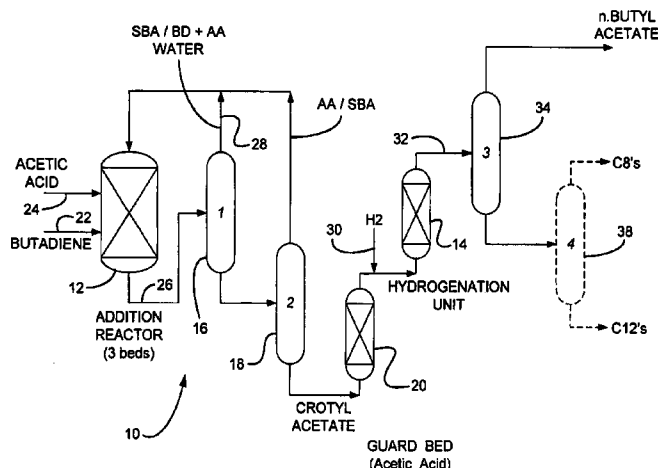 SBA / BD + AA
WATER
n.BUTYL
ACETATE
AA / SBA
28
32
34
3
ACETIC
ACID
24
22
BUTADIENE
12
26
1
30
H2
14
C8's
4
38
HYDROGENATION
UNIT
ADDITION
REACTOR
(3 beds)
16
2
18
20
C12's
CROTYL
ACETATE
10
GUARD BED
(Acetic Acid)